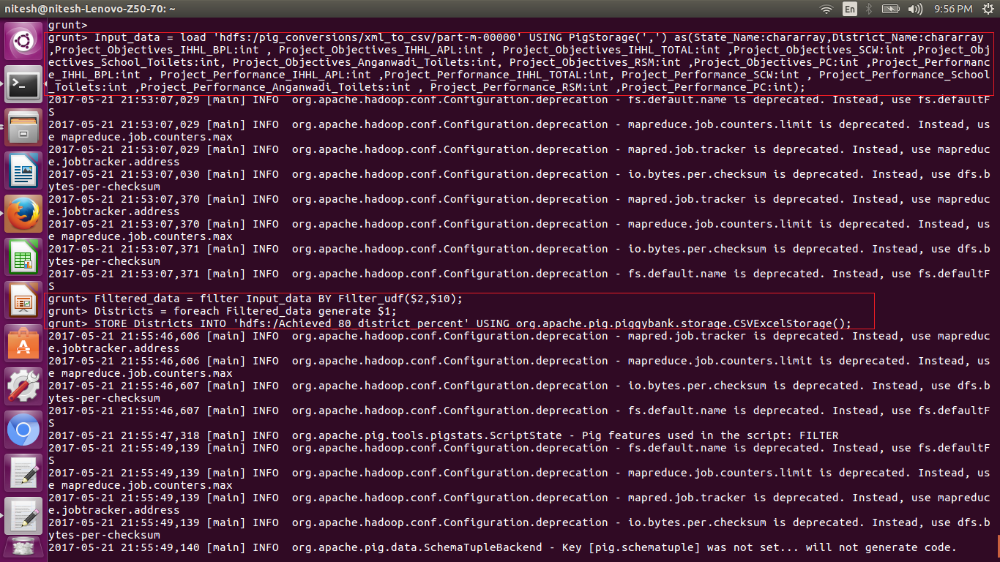 nitesh@nitesh-Lenovo-Z50-70: ~
En
9:56 PM
grunt>
grunt> Input_data = load 'hdfs:/pig_conversions/xml_to_csv/part-m-00000' USING PigStorage(',') as(State_Name:chararray,District_Name:chararray
,Project_Objectives_IHHL_BPL:int , Project_Objectives_IHHL_APL:int , Project_Objectives_IHHL_TOTAL:int ,Project_Objectives_SCW:int ,Project_Obj
ectives_School_Toilets:int, Project_Objectives_Anganwadi_Toilets:int, Project_Objectives_RSM:int ,Project_Objectives_PC:int ,Project_Performanc
e_IHHL_BPL:int , Project_Performance_IHHL_APL:int ,Project_Performance_IHHL_TOTAL:int, Project_Performance_SCW:int , Project_Performance_School
_Toilets:int ,Project_Performance_Anganwadi_Toilets:int , Project_Performance_RSM:int ,Project_Performance_PC:int);
2017-05-21 21:53:07,029 [main] INFO  org.apache.hadoop.conf.Configuration.deprecation - fs.default.name is deprecated. Instead, use fs.defaultF
S
2017-05-21 21:53:07,029 [main] INFO  org.apache.hadoop.conf.Configuration.deprecation - mapreduce.job.counters.limit is deprecated. Instead, us
e mapreduce.job.counters.max
2017-05-21 21:53:07,029 [main] INFO  org.apache.hadoop.conf.Configuration.deprecation - mapred.job.tracker is deprecated. Instead, use mapreduc
e.jobtracker.address
2017-05-21 21:53:07,030 [main] INFO  org.apache.hadoop.conf.Configuration.deprecation - io.bytes.per.checksum is deprecated. Instead, use dfs.b
ytes-per-checksum
2017-05-21 21:53:07,370 [main] INFO  org.apache.hadoop.conf.Configuration.deprecation - mapred.job.tracker is deprecated. Instead, use mapreduc
e.jobtracker.address
2017-05-21 21:53:07,370 [main] INFO  org.apache.hadoop.conf.Configuration.deprecation - mapreduce.job.counters.limit is deprecated. Instead, us
e mapreduce.job.counters.max
2017-05-21 21:53:07,371 [main] INFO  org.apache.hadoop.conf.Configuration.deprecation - io.bytes.per.checksum is deprecated. Instead, use dfs.b
ytes-per-checksum
2017-05-21 21:53:07,371 [main] INFO  org.apache.hadoop.conf.Configuration.deprecation - fs.default.name is deprecated. Instead, use fs.defaultF
S
grunt> Filtered_data = filter Input_data BY Filter_udf($2,$10);
grunt> Districts = foreach Filtered_data generate $1;
grunt> STORE Districts INTO 'hdfs:/Achieved_80_district_percent' USING org.apache.pig.piggybank.storage.CSVExcelStorage();
2017-05-21 21:55:46,606 [main] INFO  org.apache.hadoop.conf.Configuration.deprecation - mapred.job.tracker is deprecated. Instead, use mapreduc
e.jobtracker.address
2017-05-21 21:55:46,606 [main] INFO  org.apache.hadoop.conf.Configuration.deprecation - mapreduce.job.counters.limit is deprecated. Instead, us
e mapreduce.job.counters.max
2017-05-21 21:55:46,607 [main] INFO  org.apache.hadoop.conf.Configuration.deprecation - io.bytes.per.checksum is deprecated. Instead, use dfs.b
ytes-per-checksum
2017-05-21 21:55:46,607 [main] INFO  org.apache.hadoop.conf.Configuration.deprecation - fs.default.name is deprecated. Instead, use fs.defaultF
S
2017-05-21 21:55:47,318 [main] INFO  org.apache.pig.tools.pigstats.ScriptState - Pig features used in the script: FILTER
2017-05-21 21:55:49,139 [main] INFO  org.apache.hadoop.conf.Configuration.deprecation - fs.default.name is deprecated. Instead, use fs.defaultF
S
2017-05-21 21:55:49,139 [main] INFO  org.apache.hadoop.conf.Configuration.deprecation - mapreduce.job.counters.limit is deprecated. Instead, us
e mapreduce.job.counters.max
2017-05-21 21:55:49,139 [main] INFO  org.apache.hadoop.conf.Configuration.deprecation - mapred.job.tracker is deprecated. Instead, use mapreduc
e.jobtracker.address
2017-05-21 21:55:49,139 [main] INFO  org.apache.hadoop.conf.Configuration.deprecation - io.bytes.per.checksum is deprecated. Instead, use dfs.b
ytes-per-checksum
2017-05-21 21:55:49,140 [main] INFO  org.apache.pig.data.SchemaTupleBackend - Key [pig.schematuple] was not set... will not generate code.